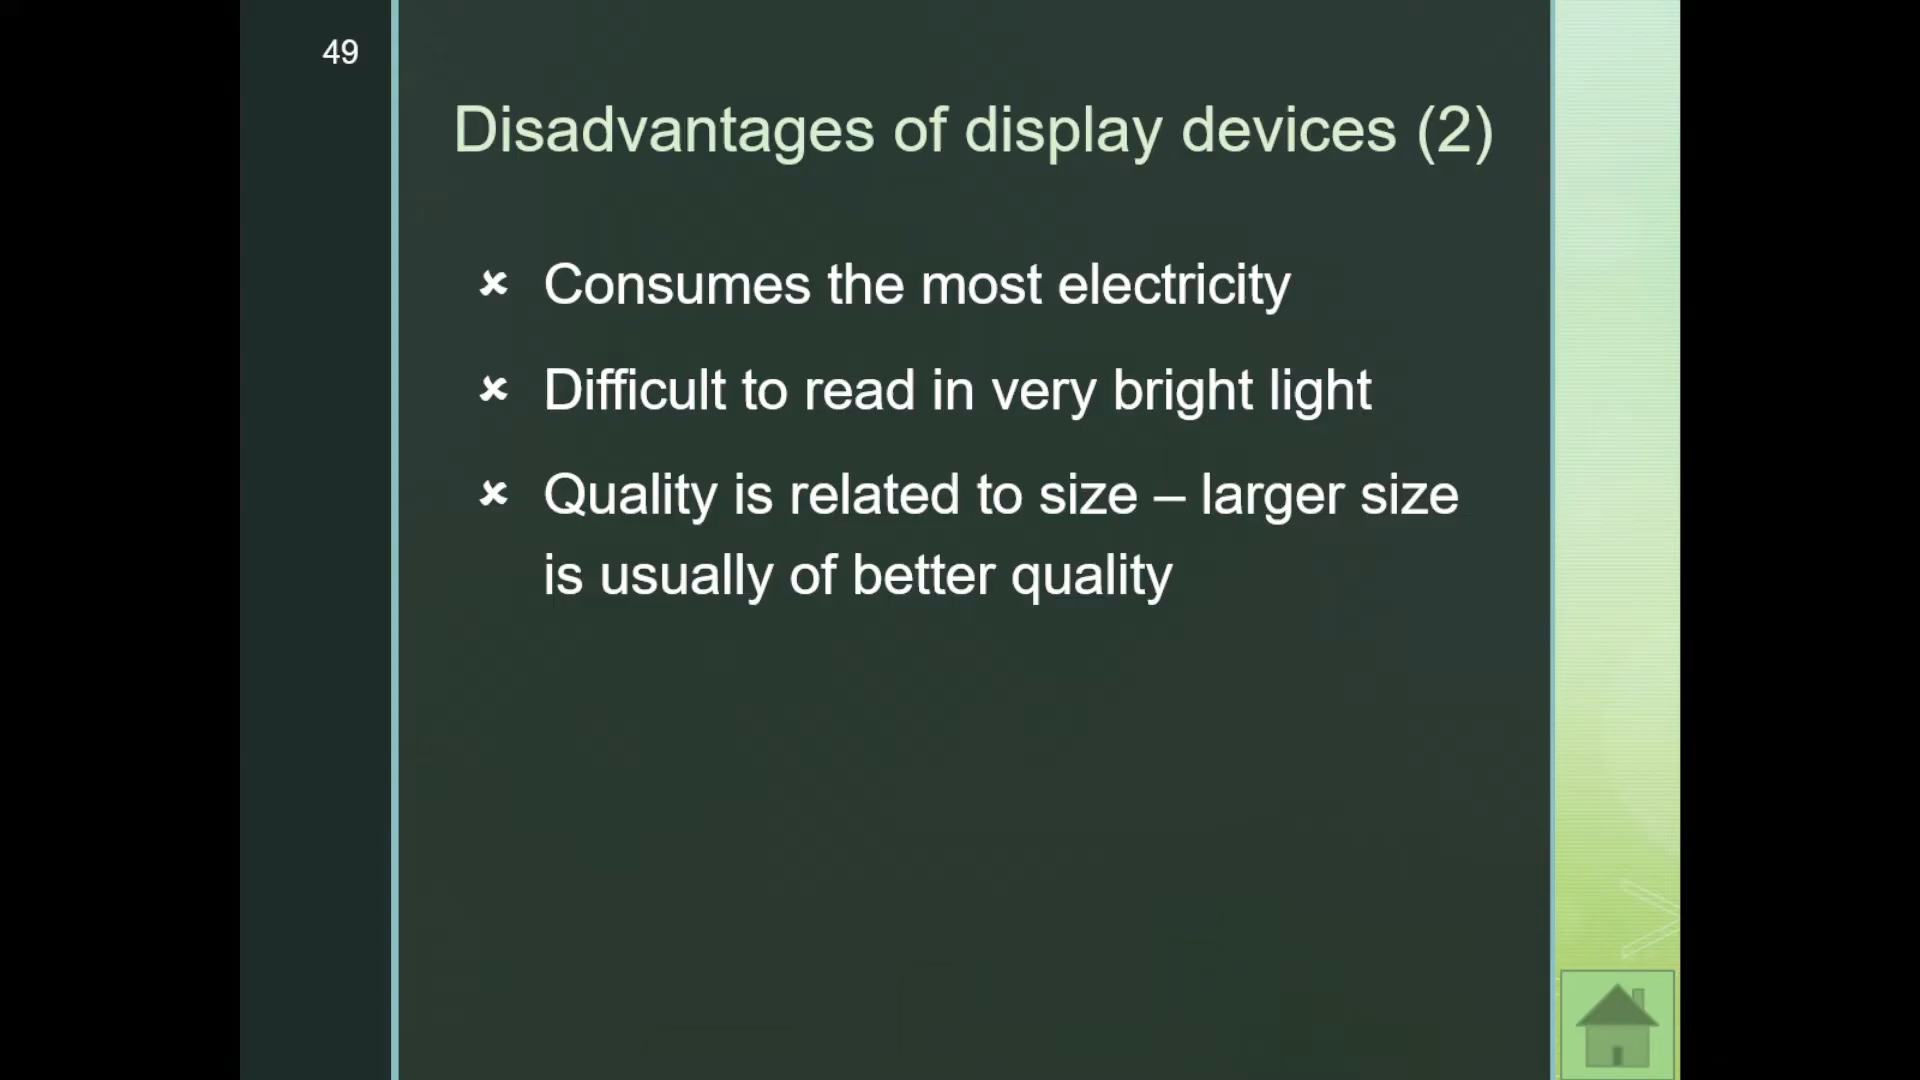 49
Disadvantages of display devices (2)
× Consumes the most electricity
× Difficult to read in very bright light
× Quality is related to size – larger size
is usually of better quality